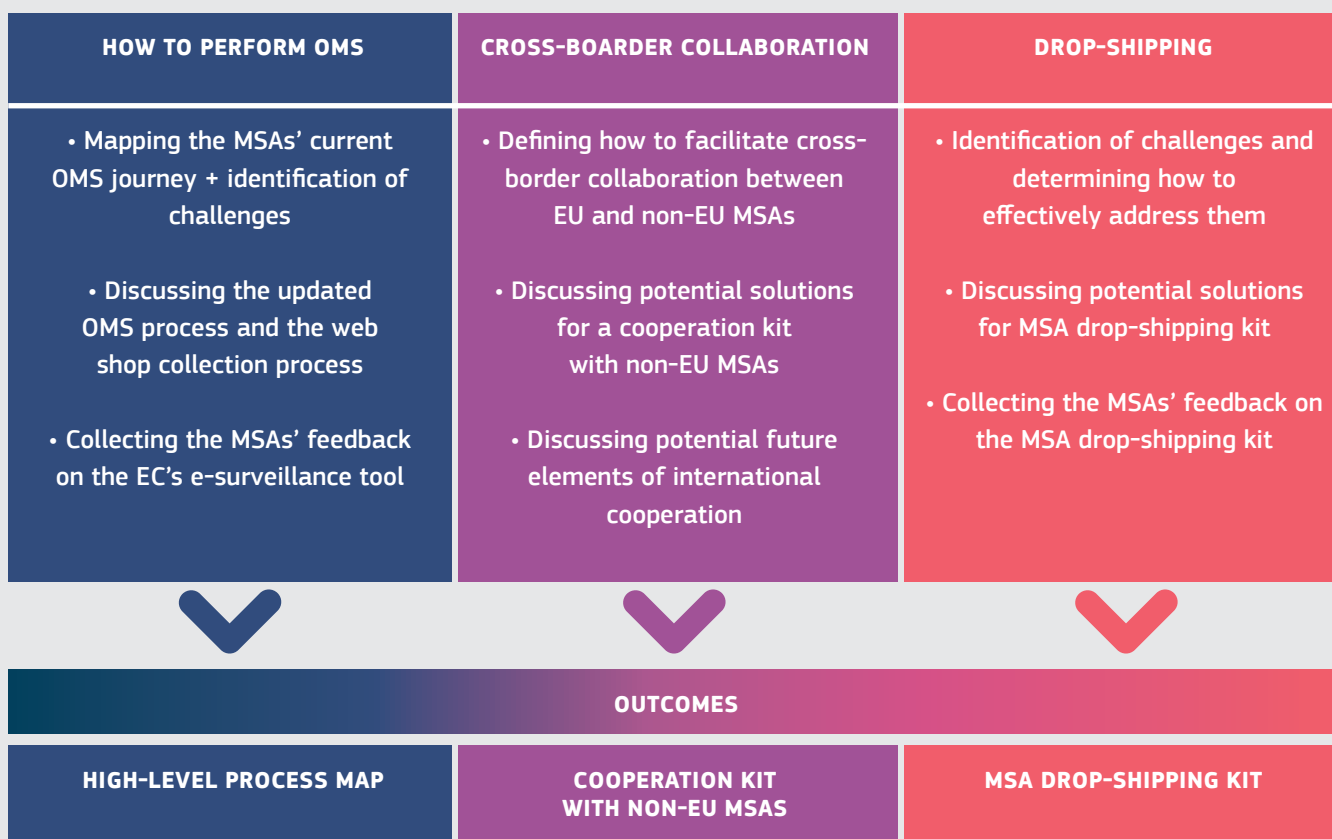 HOW TO PERFORM OMS
• Mapping the MSAs’ current
OMS journey + identification of
challenges
• Discussing the updated
OMS process and the web
shop collection process
• Collecting the MSAs’ feedback
on the EC’s e-surveillance tool
CROSS-BOARDER COLLABORATION
• Defining how to facilitate cross-
border collaboration between
EU and non-EU MSAs
• Discussing potential solutions
for a cooperation kit
with non-EU MSAs
• Discussing potential future
elements of international
cooperation
DROP-SHIPPING
• Identification of challenges and
determining how to
effectively address them
• Discussing potential solutions
for MSA drop-shipping kit
• Collecting the MSAs’ feedback on
the MSA drop-shipping kit
OUTCOMES
HIGH-LEVEL PROCESS MAP
COOPERATION KIT
WITH NON-EU MSAS
MSA DROP-SHIPPING KIT